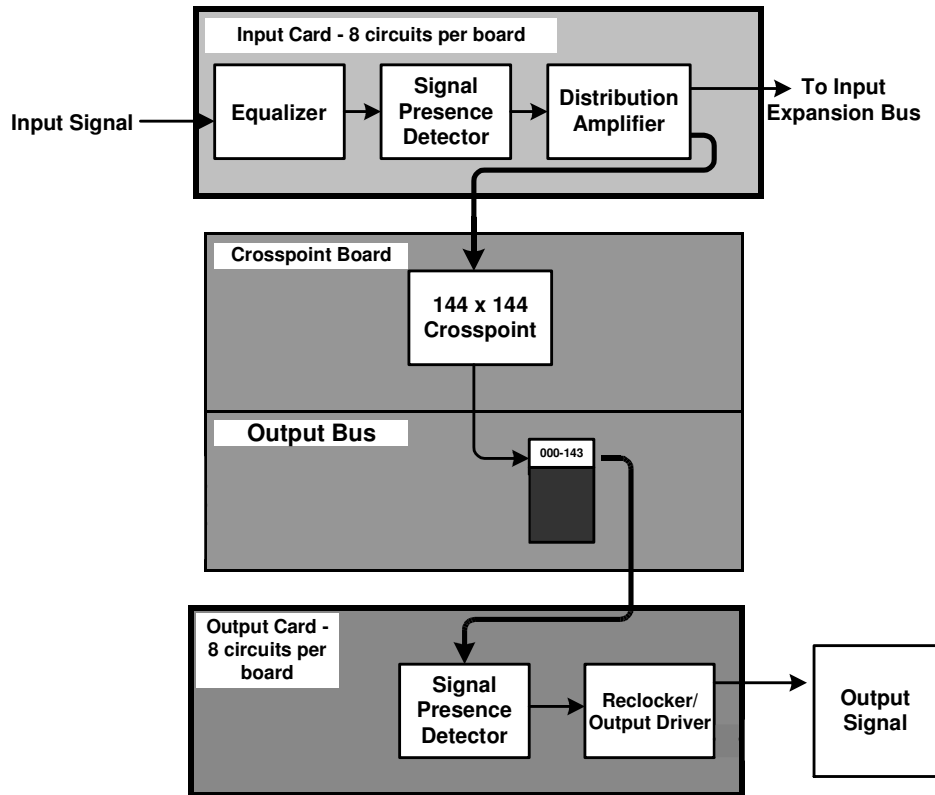 Input Card - 8 circuits per board
Input Signal
Equalizer
Signal
Presence
Detector
Distribution
Amplifier
To Input
Expansion Bus
Crosspoint Board
144 x 144
Crosspoint
Output Bus
000-143
Output Card -
8 circuits per
board
Signal
Presence
Detector
Reclocker/
Output Driver
Output
Signal